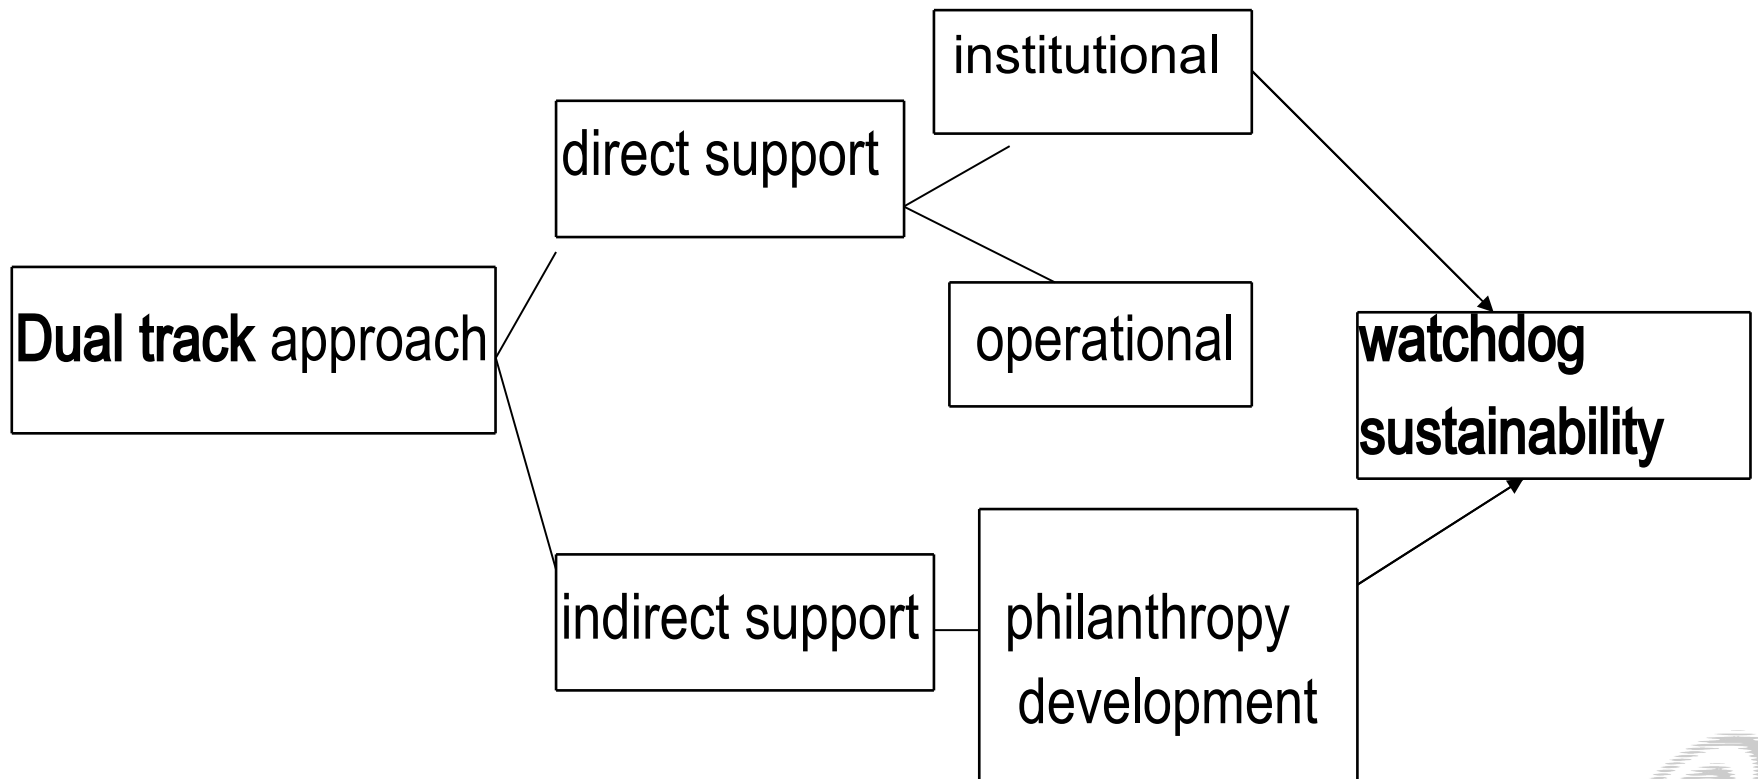 institutional
direct support
Dual track approach
operational
watchdog
sustainability
indirect support
philanthropy
development